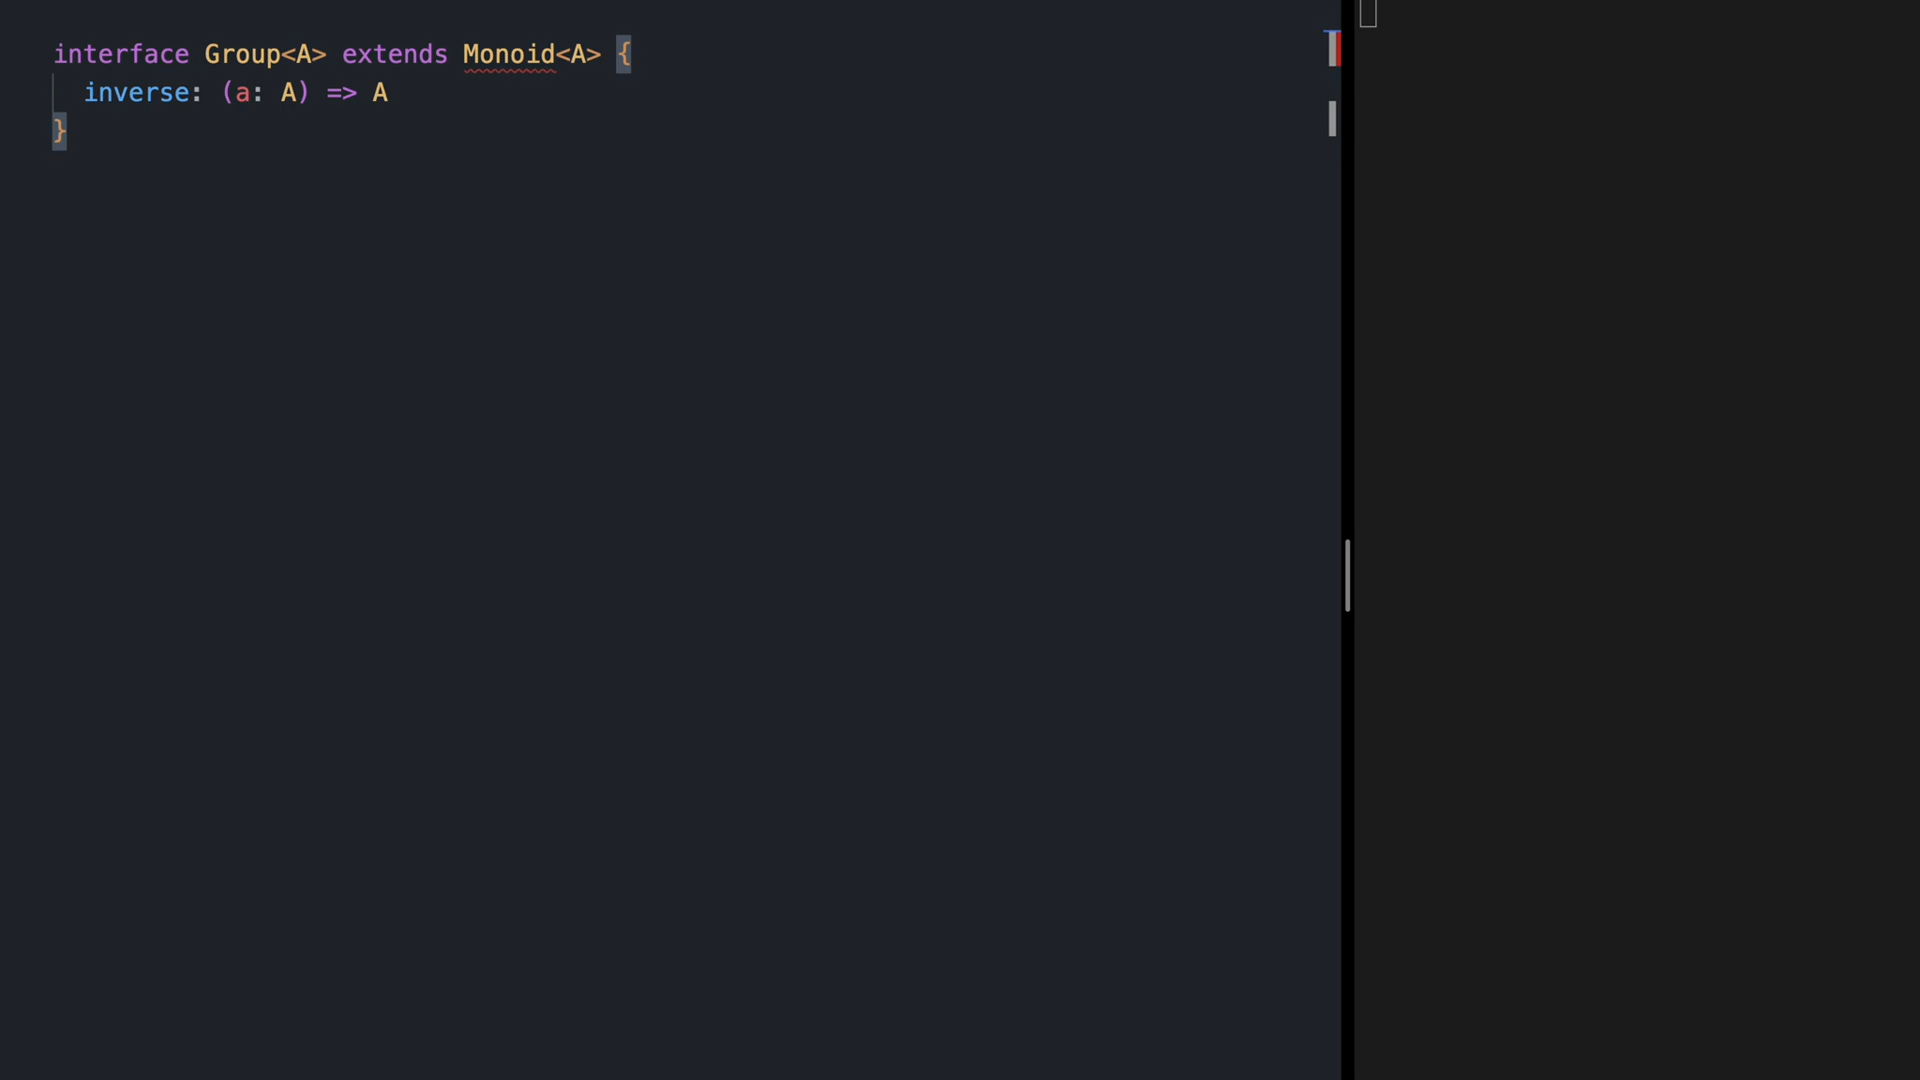 interface Group<A> extends Monoid<A> {
  inverse: (a: A) => A
}